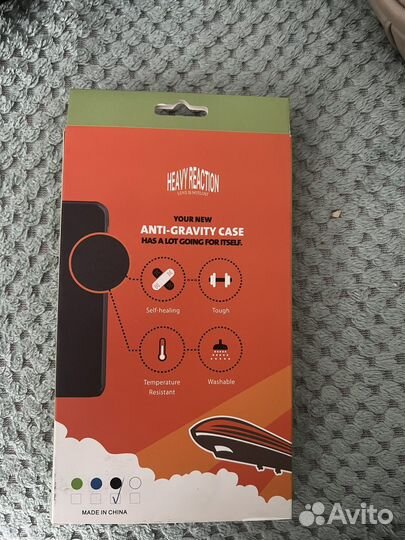 HEAVY REACTION
YOUR NEW
ANTI-GRAVITY CASE
HAS A LOT GOING FOR ITSELF.
Self-healing
Tough
Temperature
Resistant
Washable
MADE IN CHINA
Avito